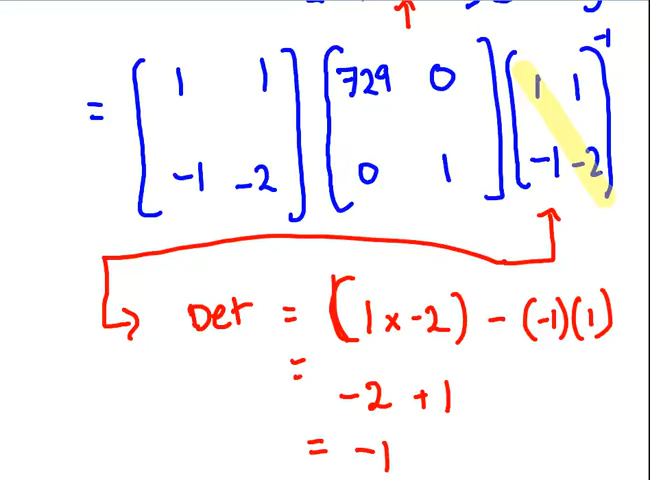 = [ 1 1 ] [ 729 0 ] [ 1 1 ]⁻¹
[ -1 -2 ] [ 0 1 ] [ -1 -2 ]
Det = (1 x -2) - (-1)(1)
=
-2 + 1
= -1